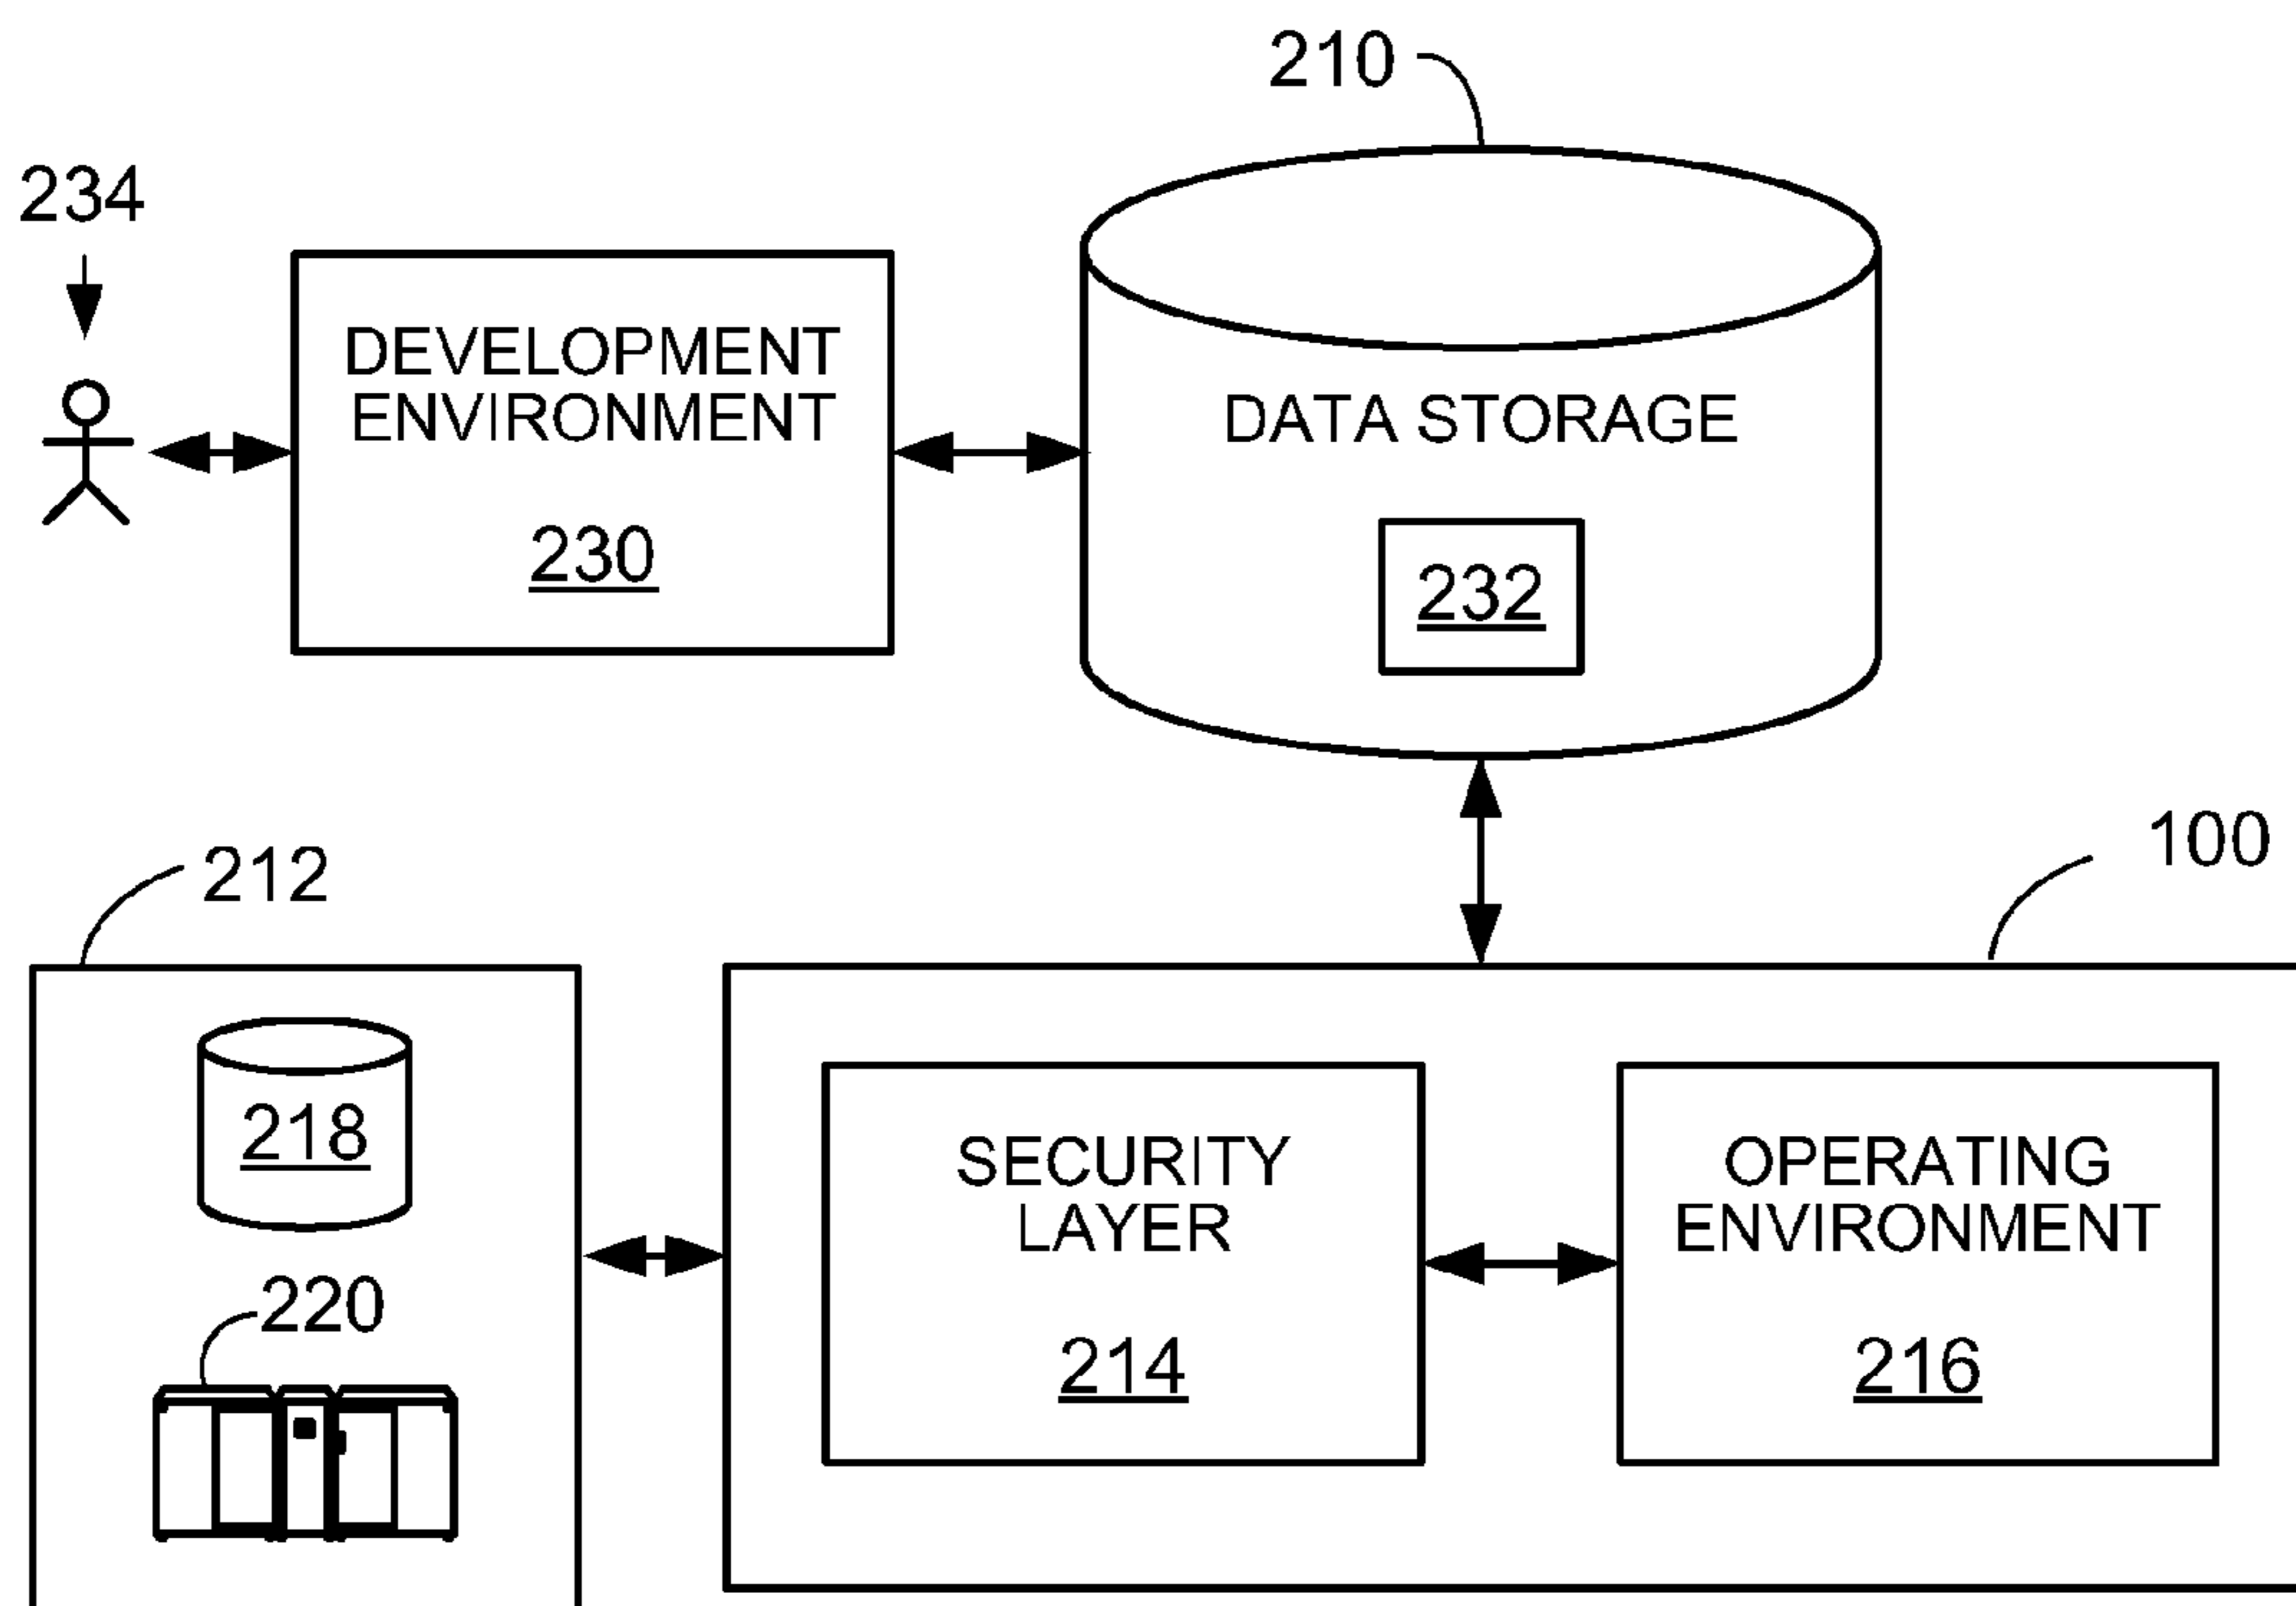 210
234
DEVELOPMENT
ENVIRONMENT
230
DATA STORAGE
232
212
100
218
220
SECURITY
LAYER
214
OPERATING
ENVIRONMENT
216